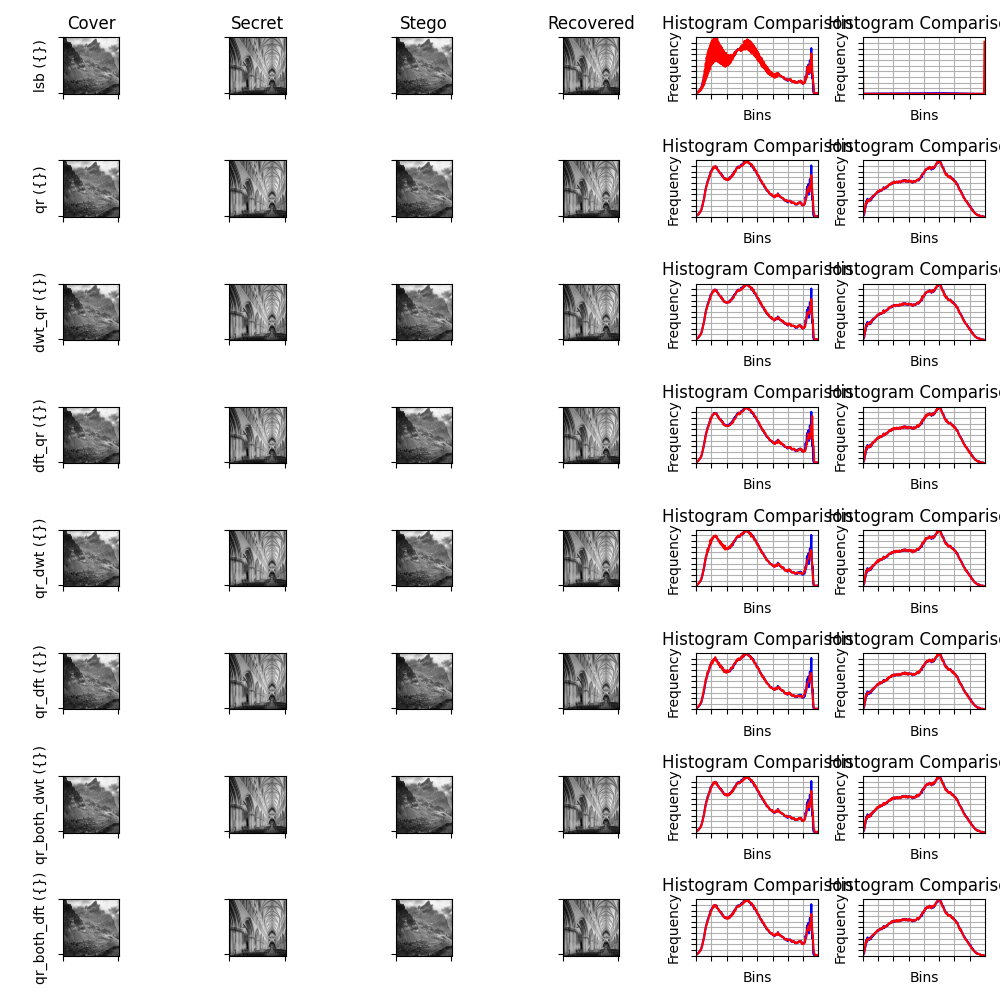 Cover Secret Stego Recovered Histogram Comparison Histogram Comparise
lsb ({})
Frequency
Bins
Frequency
Bins
Histogram Comparison Histogram Comparise
qr ({})
Frequency
Bins
Frequency
Bins
Histogram Comparison Histogram Comparise
dwt_qr ({})
Frequency
Bins
Frequency
Bins
Histogram Comparison Histogram Comparise
dft_qr ({})
Frequency
Bins
Frequency
Bins
Histogram Comparison Histogram Comparise
qr_dwt ({})
Frequency
Bins
Frequency
Bins
Histogram Comparison Histogram Comparise
qr_dft ({})
Frequency
Bins
Frequency
Bins
Histogram Comparison Histogram Comparise
qr_both_dwt ({})
Frequency
Bins
Frequency
Bins
Histogram Comparison Histogram Comparise
qr_both_dft ({})
Frequency
Bins
Frequency
Bins